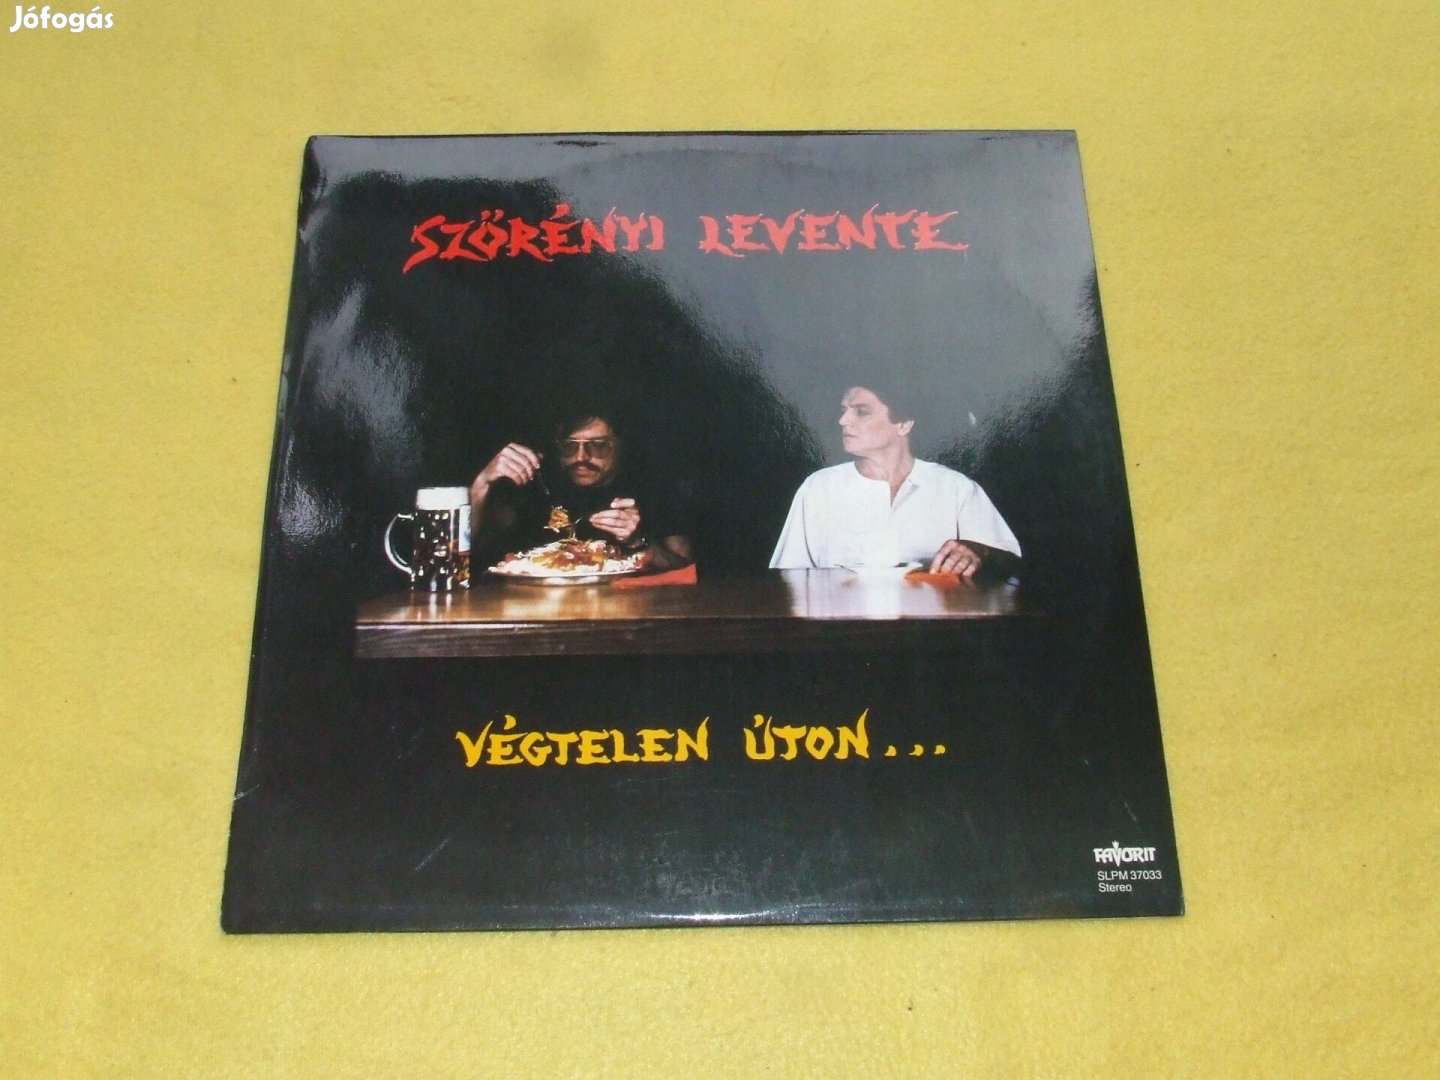 Jófogás
SZÖRÉNYI LEVENTE
VÉGTELEN ÚTON...
FAVORIT
SLPM 37033
Stereo